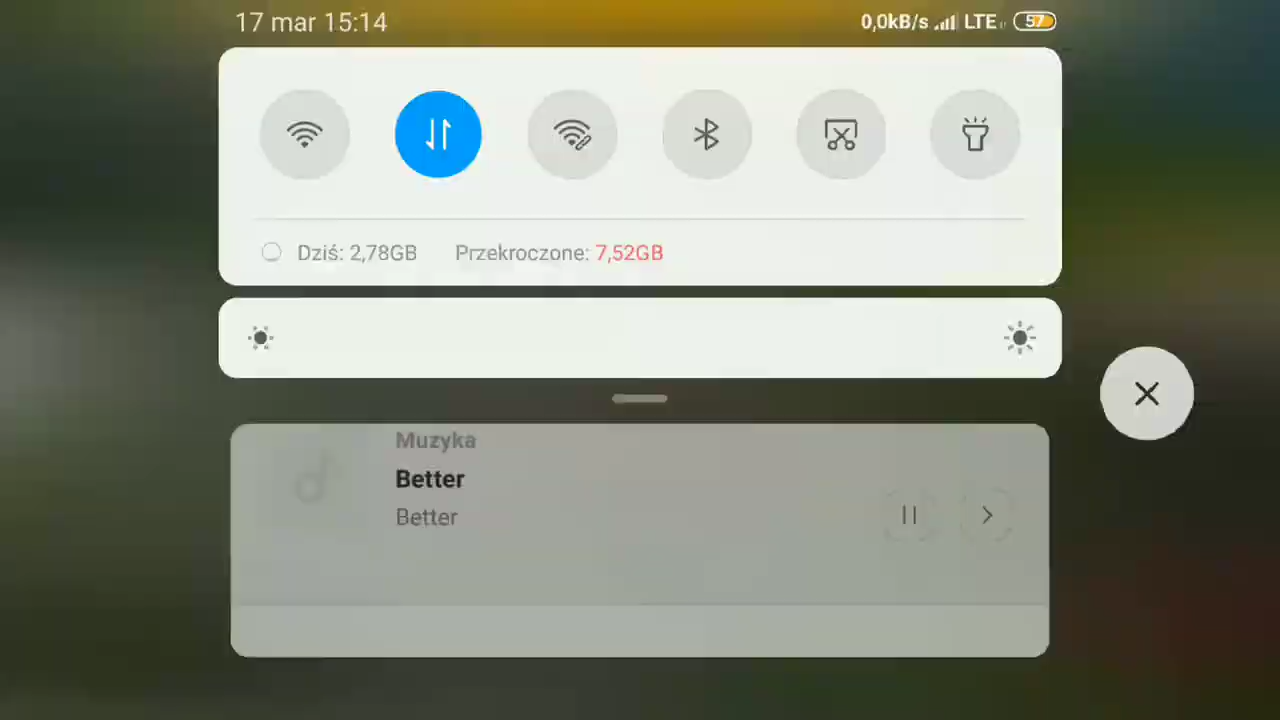 17 mar 15:14
0,0kB/s LTE 57
Dziś: 2,78GB Przekroczone: 7,52GB
Muzyka
Better
Better